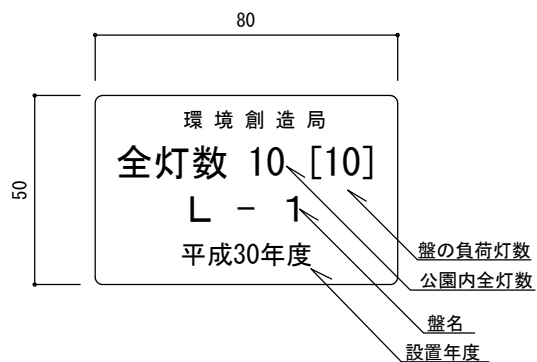 80
50
環境創造局
全灯数 10 [10]
L - 1
平成30年度
盤の負荷灯数
公園内全灯数
盤名
設置年度